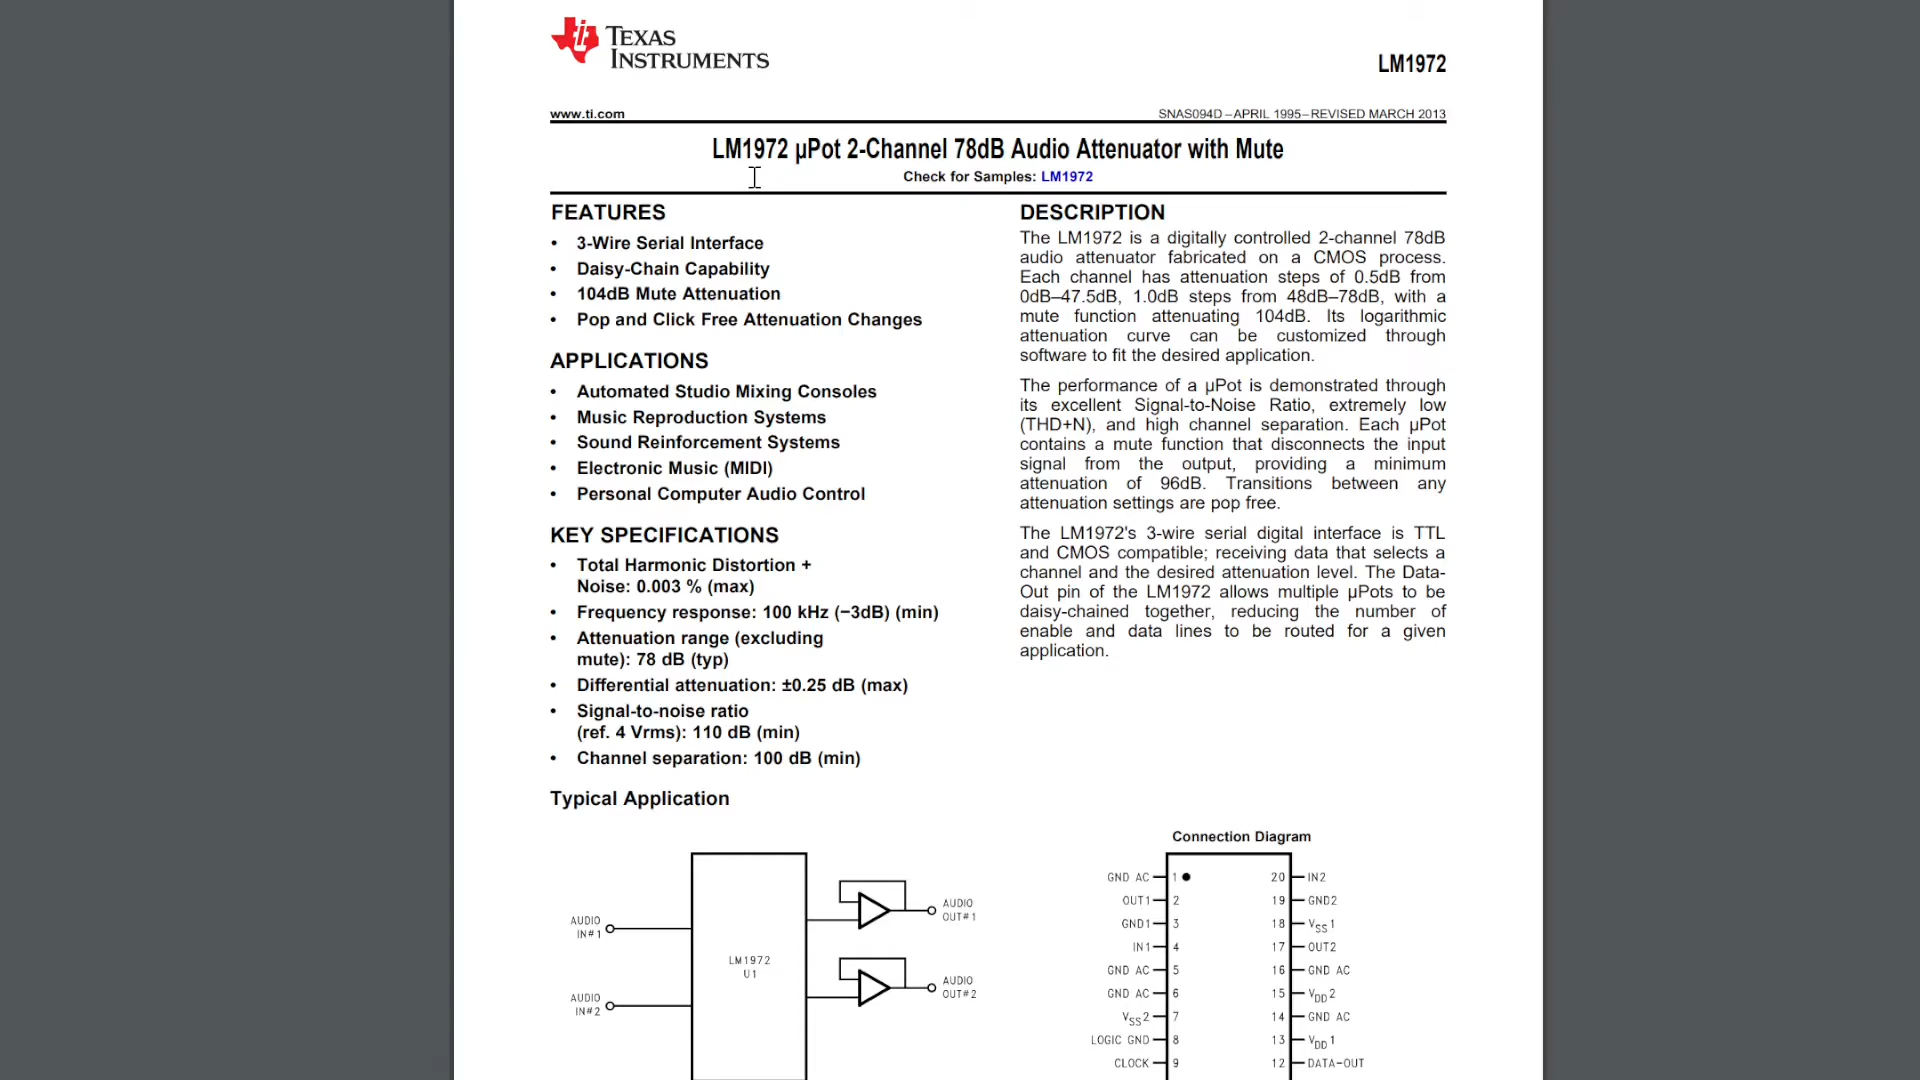 TEXAS
INSTRUMENTS
LM1972
www.ti.com
SNAS094D –APRIL 1995–REVISED MARCH 2013
LM1972 μPot 2-Channel 78dB Audio Attenuator with Mute
Check for Samples: LM1972
FEATURES
• 3-Wire Serial Interface
• Daisy-Chain Capability
• 104dB Mute Attenuation
• Pop and Click Free Attenuation Changes
APPLICATIONS
• Automated Studio Mixing Consoles
• Music Reproduction Systems
• Sound Reinforcement Systems
• Electronic Music (MIDI)
• Personal Computer Audio Control
KEY SPECIFICATIONS
• Total Harmonic Distortion +
Noise: 0.003 % (max)
• Frequency response: 100 kHz (−3dB) (min)
• Attenuation range (excluding
mute): 78 dB (typ)
• Differential attenuation: ±0.25 dB (max)
• Signal-to-noise ratio
(ref. 4 Vrms): 110 dB (min)
• Channel separation: 100 dB (min)
DESCRIPTION
The LM1972 is a digitally controlled 2-channel 78dB
audio attenuator fabricated on a CMOS process.
Each channel has attenuation steps of 0.5dB from
0dB–47.5dB, 1.0dB steps from 48dB–78dB, with a
mute function attenuating 104dB. Its logarithmic
attenuation curve can be customized through
software to fit the desired application.
The performance of a μPot is demonstrated through
its excellent Signal-to-Noise Ratio, extremely low
(THD+N), and high channel separation. Each μPot
contains a mute function that disconnects the input
signal from the output, providing a minimum
attenuation of 96dB. Transitions between any
attenuation settings are pop free.
The LM1972's 3-wire serial digital interface is TTL
and CMOS compatible; receiving data that selects a
channel and the desired attenuation level. The Data-
Out pin of the LM1972 allows multiple μPots to be
daisy-chained together, reducing the number of
enable and data lines to be routed for a given
application.
Typical Application
AUDIO
IN#1
AUDIO
IN#2
LM1972
U1
AUDIO
OUT#1
AUDIO
OUT#2
Connection Diagram
GND AC 1 20 IN2
OUT1 2 19 GND2
GND1 3 18 VSS1
IN1 4 17 OUT2
GND AC 5 16 GND AC
GND AC 6 15 VDD2
VSS2 7 14 GND AC
LOGIC GND 8 13 VDD1
CLOCK 9 12 DATA-OUT